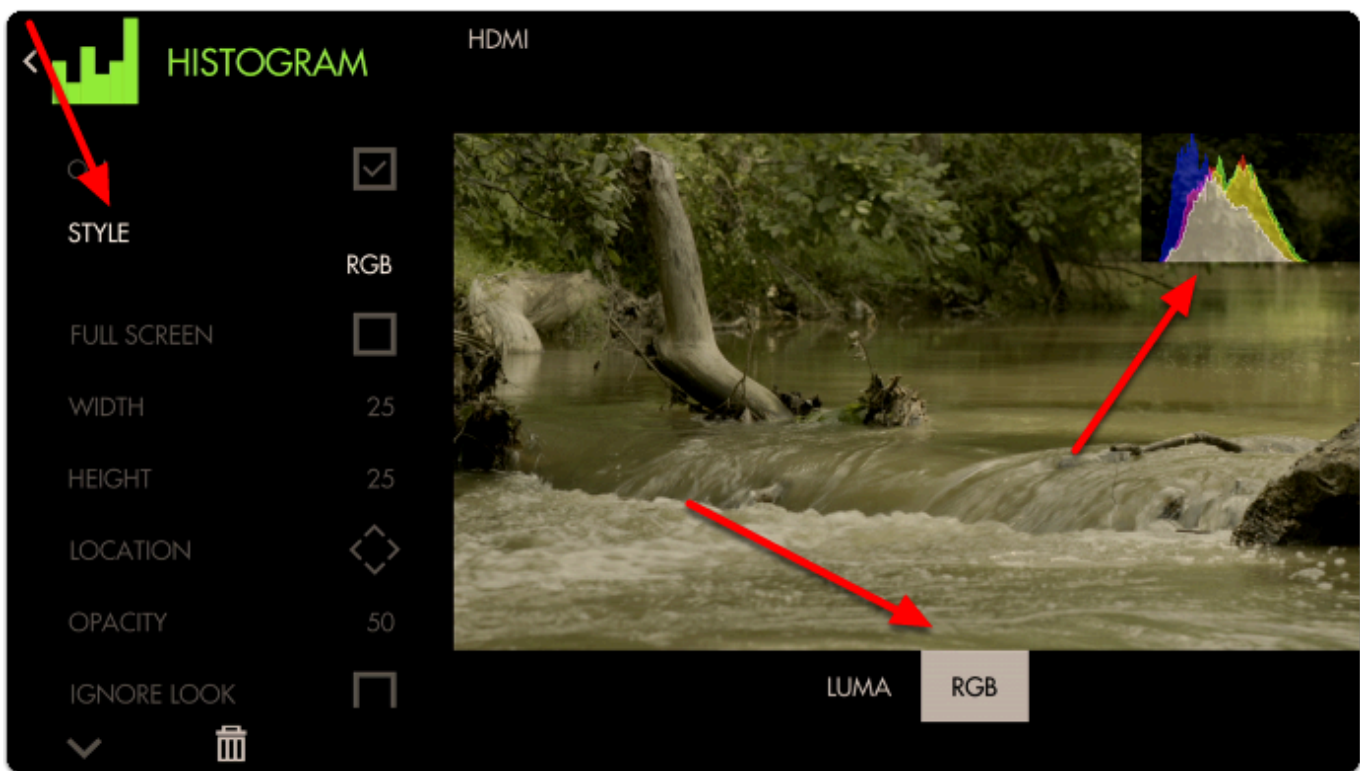 HISTOGRAM
HDMI
STYLE
RGB
FULL SCREEN
WIDTH 25
HEIGHT 25
LOCATION
OPACITY 50
IGNORE LOOK
LUMA RGB